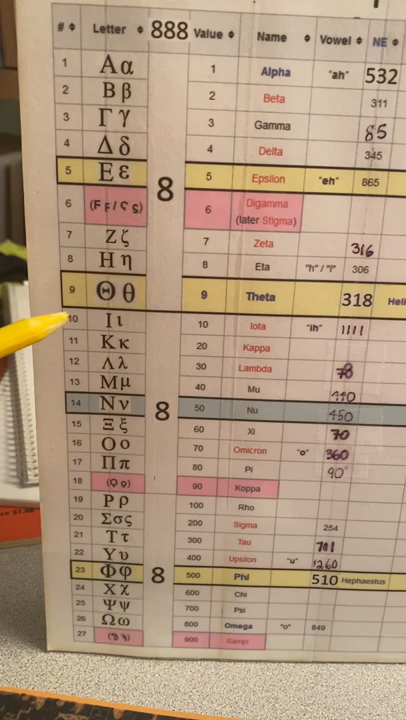 # Letter 888 Value Name Vowel NE
1 Αα 1 Alpha "ah" 532
2 Ββ 2 Beta 311
3 Γγ 3 Gamma 85
4 Δδ 4 Delta 345
5 Εε 5 Epsilon "eh" 865
8
6 (Ϝϝ/Ϛϛ) 6 Digamma
(later Stigma)
7 Ζζ 7 Zeta 316
8 Ηη 8 Eta "h"/"i" 306
9 Θθ 9 Theta 318 Heli
10 Ιι 10 Iota "ih" 1111
11 Κκ 20 Kappa
12 Λλ 30 Lambda 78
13 Μμ 40 Mu 440
14 Νν 8 50 Nu 450
15 Ξξ 60 Xi 70
16 Οο 70 Omicron "o" 360
17 Ππ 80 Pi 90°
18 (Ϙϙ) 90 Koppa
19 Ρρ 100 Rho
20 Σσς 200 Sigma 254
21 Ττ 300 Tau 701
22 Υυ 400 Upsilon "u" 1260
23 Φφ 8 500 Phi 510 Hephaestus
24 Χχ 600 Chi
25 Ψψ 700 Psi
26 Ωω 800 Omega "o" 849
27 (Ϡϡ) 900 Sampi